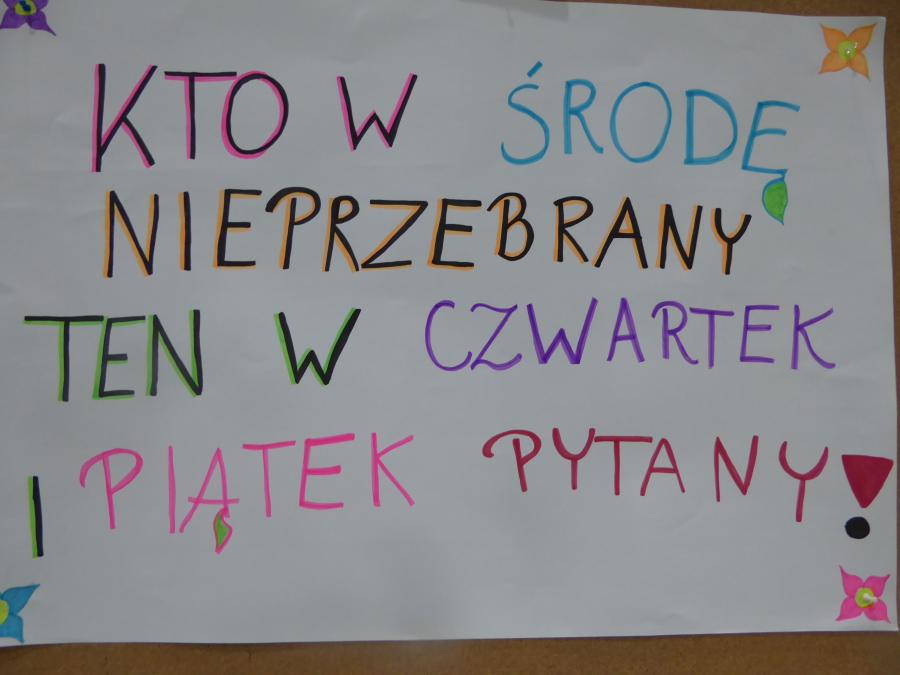 KTO W ŚRODĘ
NIEPRZEBRANY
TEN W CZWARTEK
I PIĄTEK PYTANY!